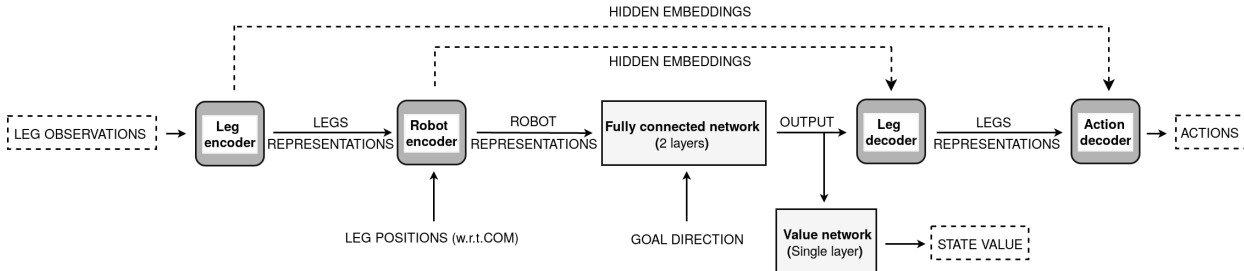 HIDDEN EMBEDDINGS
HIDDEN EMBEDDINGS
LEG OBSERVATIONS
Leg
encoder
LEGS
REPRESENTATIONS
Robot
encoder
ROBOT
REPRESENTATIONS
Fully connected network
(2 layers)
OUTPUT
Leg
decoder
LEGS
REPRESENTATIONS
Action
decoder
ACTIONS
LEG POSITIONS (w.r.t.COM)
GOAL DIRECTION
Value network
(Single layer)
STATE VALUE